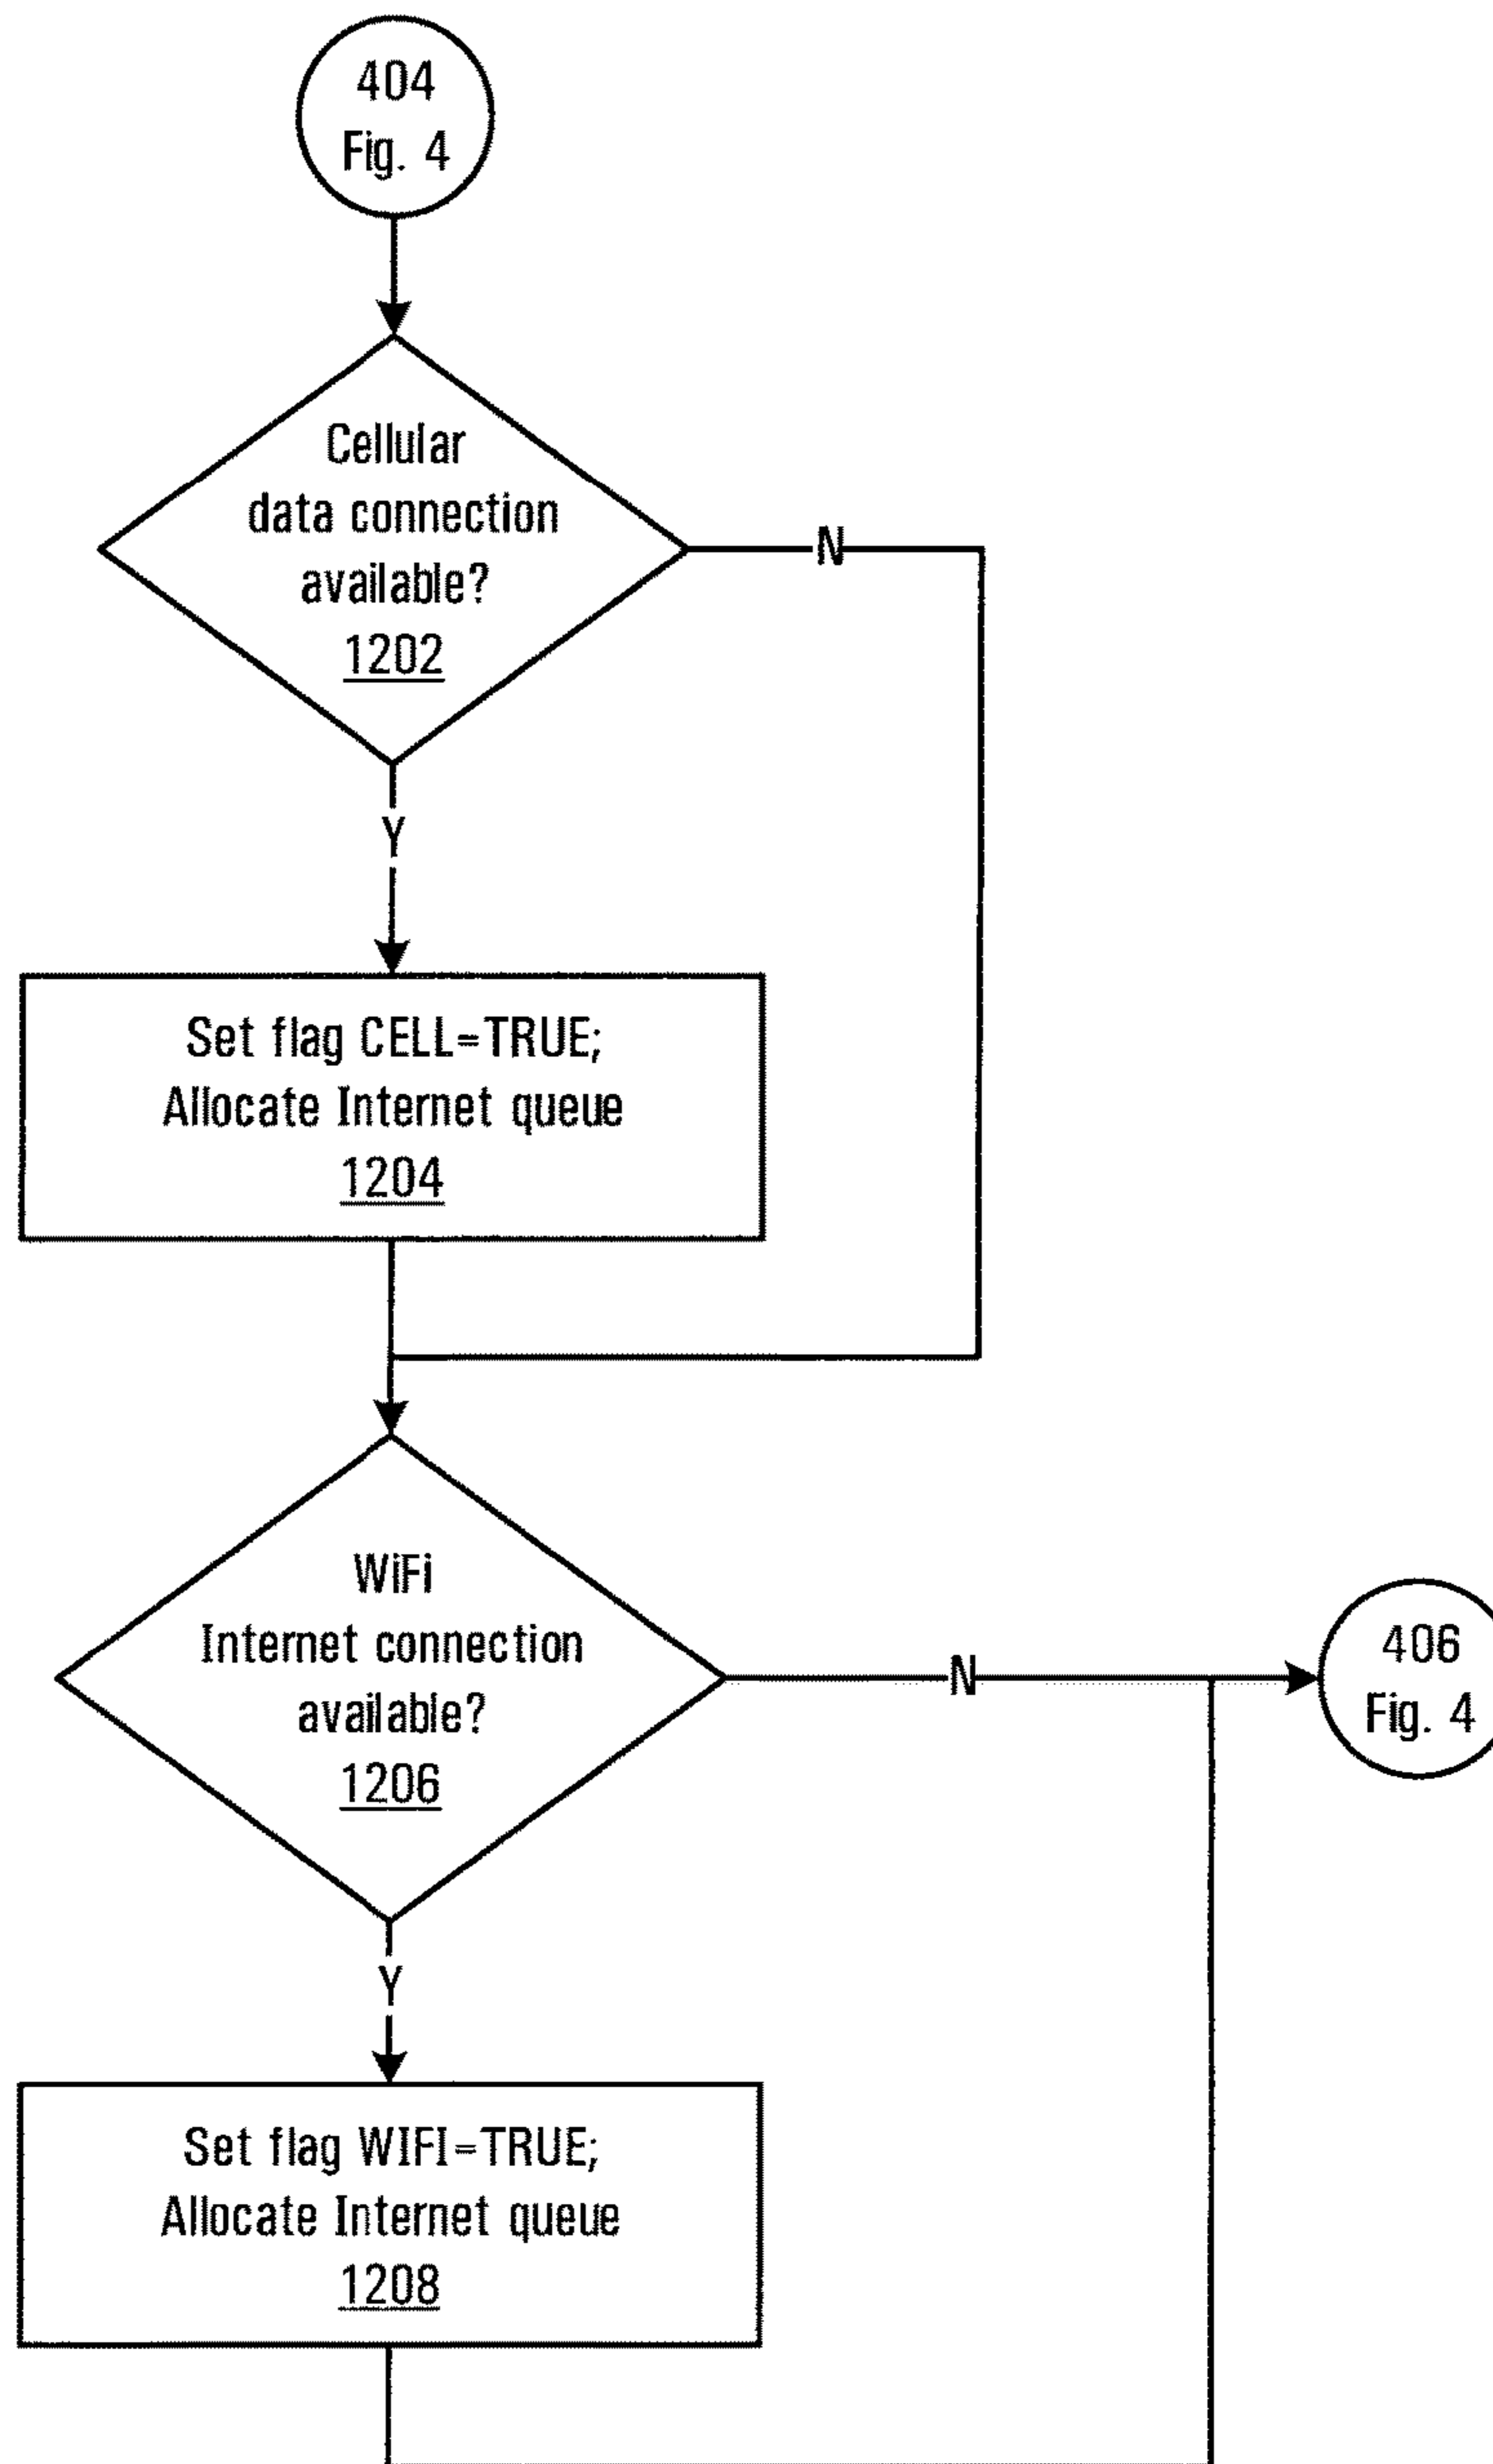 404
Fig. 4
Cellular
data connection
available?
1202
N
Y
Set flag CELL=TRUE;
Allocate Internet queue
1204
WiFi
Internet connection
available?
1206
N
406
Fig. 4
Y
Set flag WIFI=TRUE;
Allocate Internet queue
1208